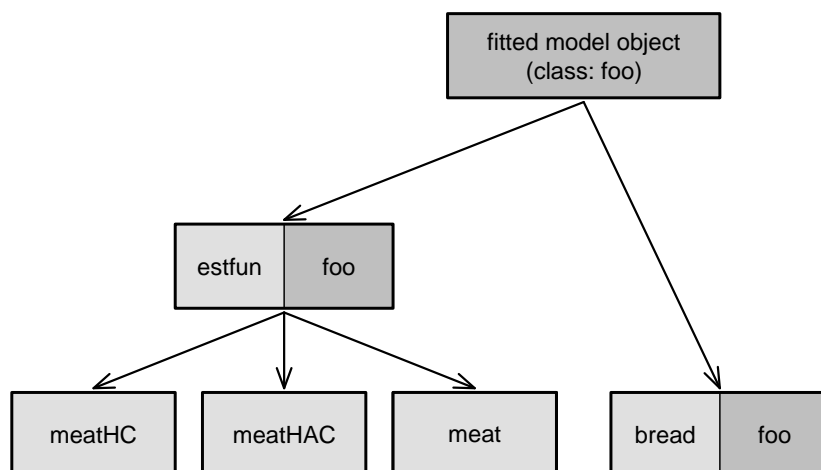 fitted model object
(class: foo)
estfun
foo
meatHC
meatHAC
meat
bread
foo